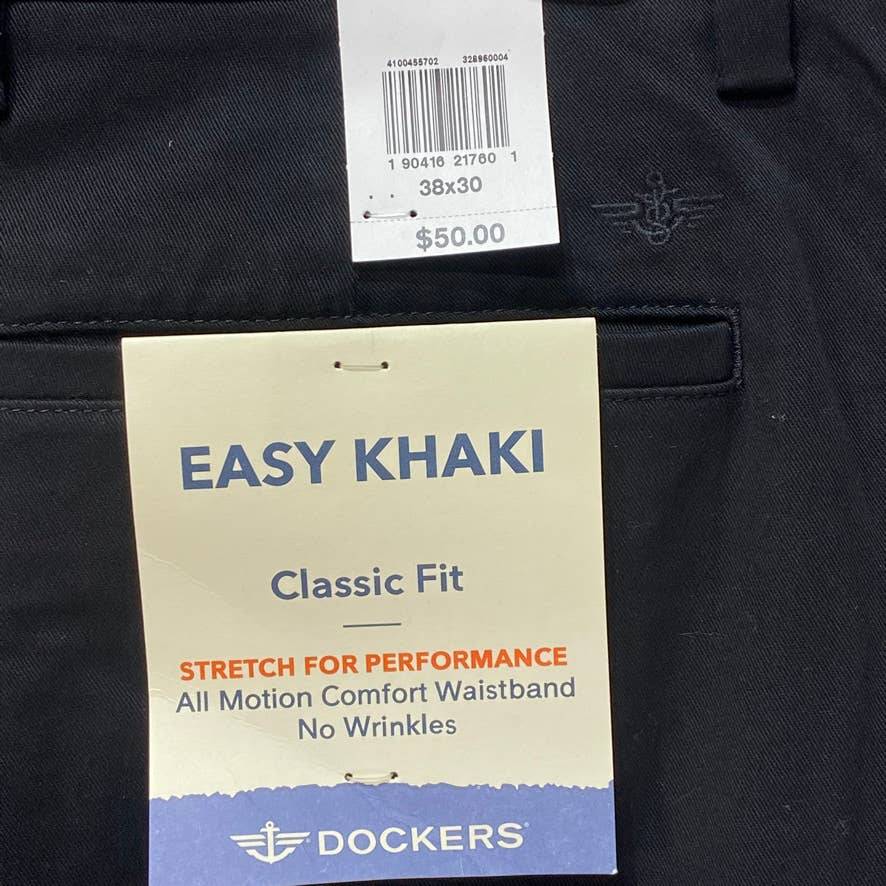 4100455702 328960004
1 90416 21760 1
38x30
$50.00
EASY KHAKI
Classic Fit
STRETCH FOR PERFORMANCE
All Motion Comfort Waistband
No Wrinkles
DOCKERS